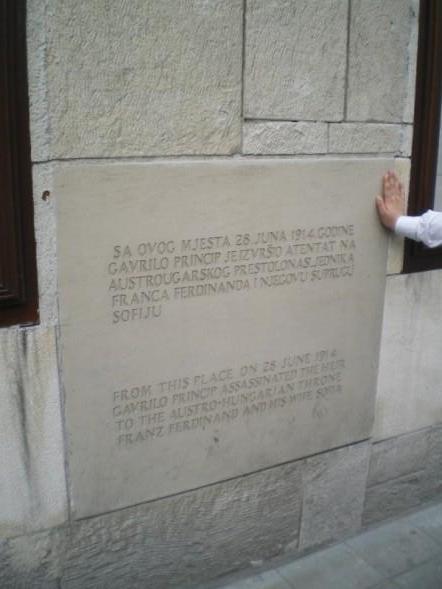 SA OVOG MJESTA 28. JUNA 1914. GODINE
GAVRILO PRINCIP JE IZVRŠIO ATENTAT NA
AUSTROUGARSKOG PRESTOLONASLJEDNIKA
FRANCA FERDINANDA I NJEGOVU SUPRUGU
SOFIJU
FROM THIS PLACE ON 28 JUNE 1914
GAVRILO PRINCIP ASSASSINATED THE HEIR
TO THE AUSTRO-HUNGARIAN THRONE
FRANZ FERDINAND AND HIS WIFE SOFIA